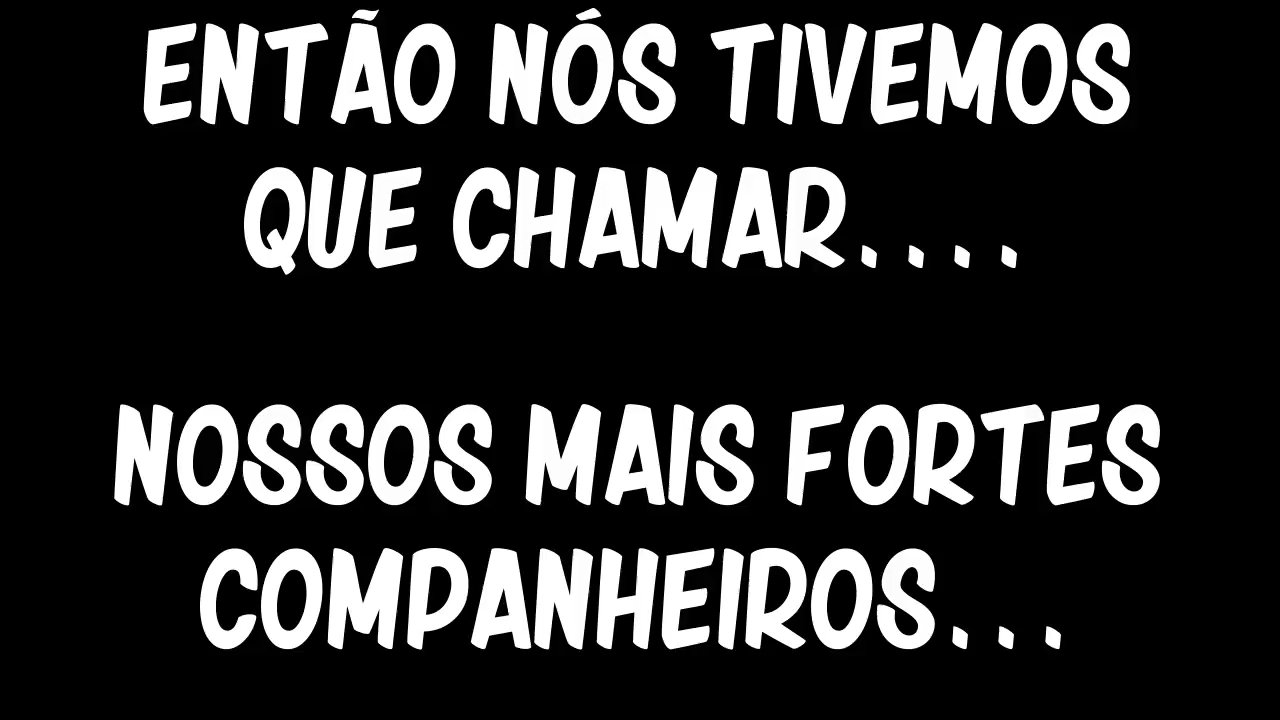 ENTÃO NÓS TIVEMOS
QUE CHAMAR....
NOSSOS MAIS FORTES
COMPANHEIROS...